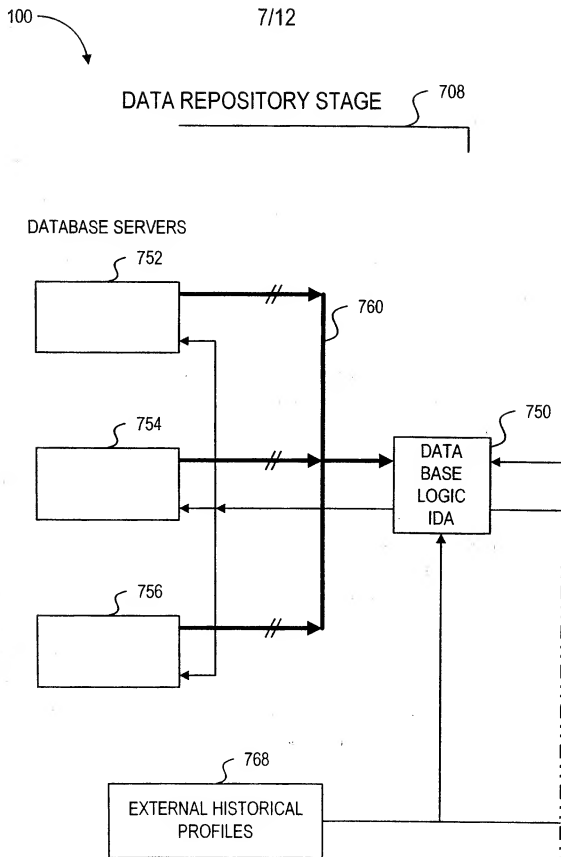 100
7/12
DATA REPOSITORY STAGE
708
DATABASE SERVERS
752
760
754
750
DATA
BASE
LOGIC
IDA
756
768
EXTERNAL HISTORICAL
PROFILES